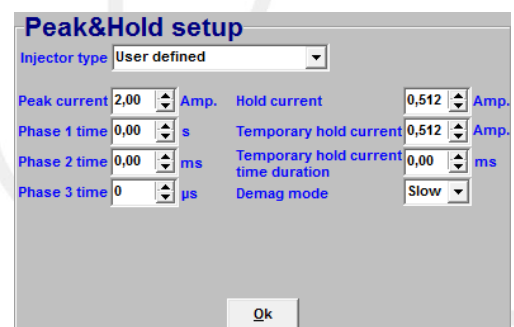 Peak&Hold setup
Injector type User defined
Peak current 2,00 Amp. Hold current 0,512 Amp.
Phase 1 time 0,00 s Temporary hold current 0,512 Amp.
Phase 2 time 0,00 ms Temporary hold current
time duration 0,00 ms
Phase 3 time 0 µs Demag mode Slow
Ok